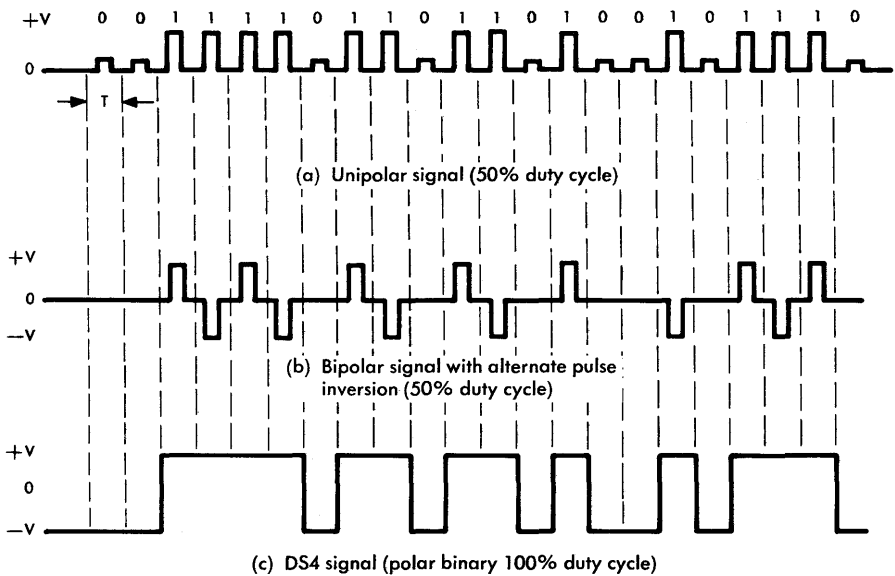 +V 0 0 1 1 1 1 0 1 1 0 1 1 0 1 0 0 1 0 1 1 1 0
0
T
(a) Unipolar signal (50% duty cycle)
+V
0
—V
(b) Bipolar signal with alternate pulse
inversion (50% duty cycle)
+V
0
—V
(c) DS4 signal (polar binary 100% duty cycle)